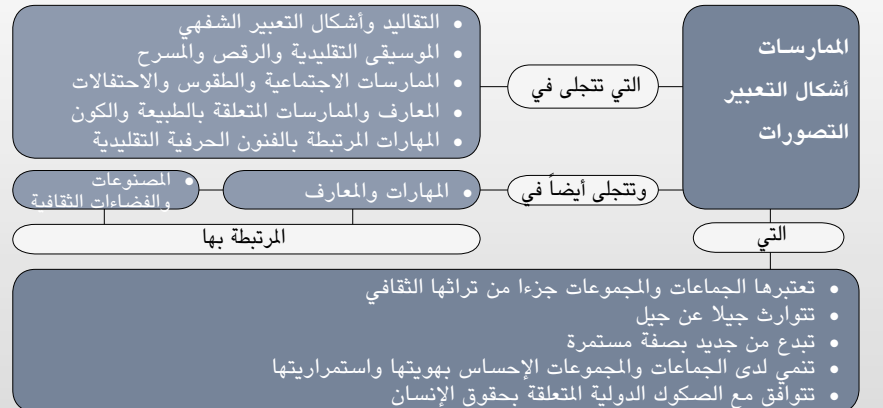 الممارسات
أشكال التعبير
التصورات
التي تتجلى في
• التقاليد وأشكال التعبير الشفهي
• الموسيقى التقليدية والرقص والمسرح
• الممارسات الاجتماعية والطقوس والاحتفالات
• المعارف والممارسات المتعلقة بالطبيعة والكون
• المهارات المرتبطة بالفنون الحرفية التقليدية
وتتجلى أيضاً في
• المهارات والمعارف
• المصنوعات
والفضاءات الثقافية
المرتبطة بها
التي
• تعتبرها الجماعات والمجموعات جزءا من تراثها الثقافي
• تتوارث جيلا عن جيل
• تبدع من جديد بصفة مستمرة
• تنمي لدى الجماعات والمجموعات الإحساس بهويتها واستمراريتها
• تتوافق مع الصكوك الدولية المتعلقة بحقوق الإنسان